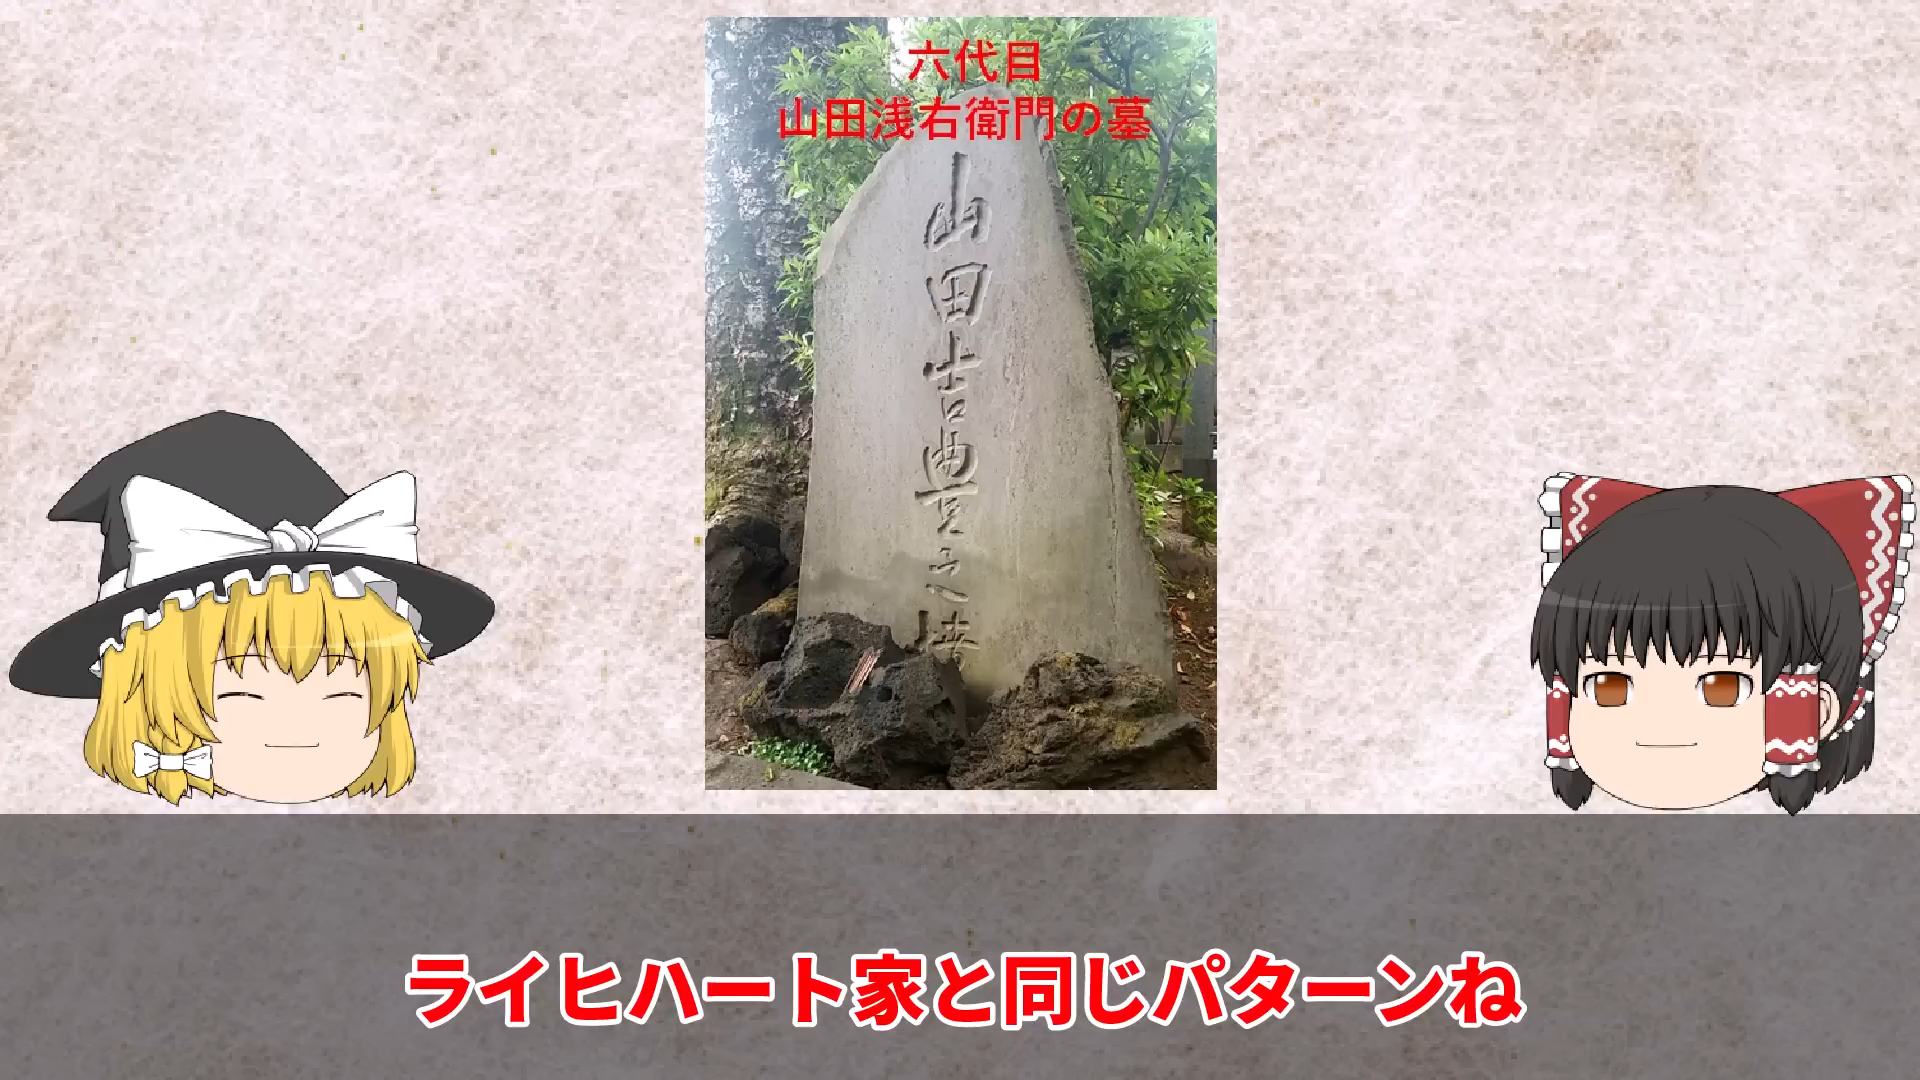 六代目
山田浅右衛門の墓
山田吉豊之墳
ライヒハート家と同じパターンね